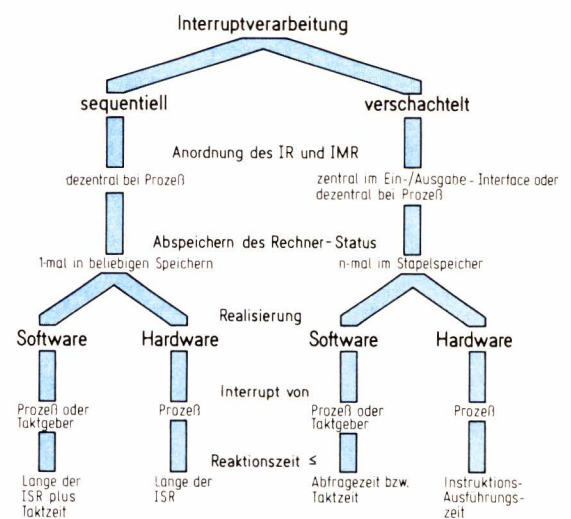 Interruptverarbeitung
sequentiell
verschachtelt
Anordnung des IR und IMR
dezentral bei Prozeß
zentral im Ein-/Ausgabe-Interface oder
dezentral bei Prozeß
Abspeichern des Rechner-Status
1-mal in beliebigen Speichern
n-mal im Stapelspeicher
Realisierung
Software
Hardware
Software
Hardware
Interrupt von
Prozeß oder
Taktgeber
Prozeß
Prozeß oder
Taktgeber
Prozeß
Reaktionszeit ≤
Länge der
ISR plus
Taktzeit
Länge der
ISR
Abfragezeit bzw.
Taktzeit
Instruktions-
Ausführungs-
zeit